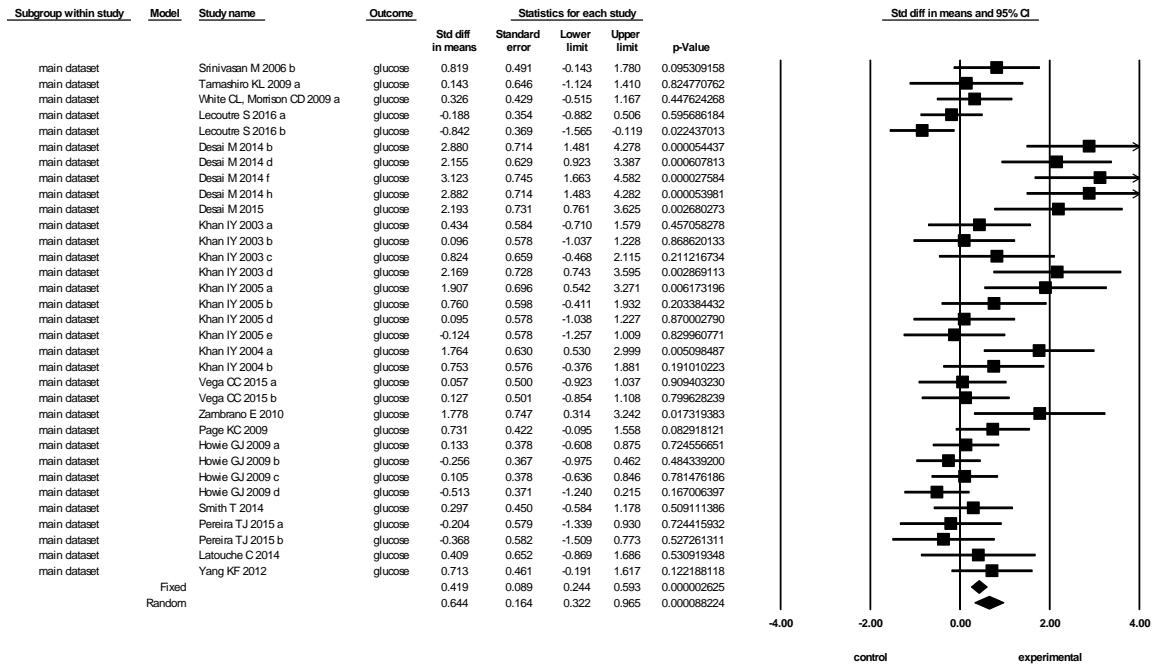 Subgroup within study Model Study name Outcome Statistics for each study Std diff in means and 95% CI
Std diff in means Standard error Lower limit Upper limit p-Value
main dataset Srinivasan M 2006 b glucose 0.819 0.491 -0.143 1.780 0.095309158
main dataset Tamashiro KL 2009 a glucose 0.143 0.646 -1.124 1.410 0.824770762
main dataset White CL, Morrison CD 2009 a glucose 0.326 0.429 -0.515 1.167 0.447624268
main dataset Lecoutre S 2016 a glucose -0.188 0.354 -0.882 0.506 0.595686184
main dataset Lecoutre S 2016 b glucose -0.842 0.369 -1.565 -0.119 0.022437013
main dataset Desai M 2014 b glucose 2.880 0.714 1.481 4.278 0.000054437
main dataset Desai M 2014 d glucose 2.155 0.629 0.923 3.387 0.000607813
main dataset Desai M 2014 f glucose 3.123 0.745 1.663 4.582 0.000027584
main dataset Desai M 2014 h glucose 2.882 0.714 1.483 4.282 0.000053981
main dataset Desai M 2015 glucose 2.193 0.731 0.761 3.625 0.002680273
main dataset Khan IY 2003 a glucose 0.434 0.584 -0.710 1.579 0.457058278
main dataset Khan IY 2003 b glucose 0.096 0.578 -1.037 1.228 0.868620133
main dataset Khan IY 2003 c glucose 0.824 0.659 -0.468 2.115 0.211216734
main dataset Khan IY 2003 d glucose 2.169 0.728 0.743 3.595 0.002869113
main dataset Khan IY 2005 a glucose 1.907 0.696 0.542 3.271 0.006173196
main dataset Khan IY 2005 b glucose 0.760 0.598 -0.411 1.932 0.203384432
main dataset Khan IY 2005 d glucose 0.095 0.578 -1.038 1.227 0.870002790
main dataset Khan IY 2005 e glucose -0.124 0.578 -1.257 1.009 0.829960771
main dataset Khan IY 2004 a glucose 1.764 0.630 0.530 2.999 0.005098487
main dataset Khan IY 2004 b glucose 0.753 0.576 -0.376 1.881 0.191010223
main dataset Vega CC 2015 a glucose 0.057 0.500 -0.923 1.037 0.909403230
main dataset Vega CC 2015 b glucose 0.127 0.501 -0.854 1.108 0.799628239
main dataset Zambrano E 2010 glucose 1.778 0.747 0.314 3.242 0.017319383
main dataset Page KC 2009 glucose 0.731 0.422 -0.095 1.558 0.082918121
main dataset Howie GJ 2009 a glucose 0.133 0.378 -0.608 0.875 0.724556651
main dataset Howie GJ 2009 b glucose -0.256 0.367 -0.975 0.462 0.484339200
main dataset Howie GJ 2009 c glucose 0.105 0.378 -0.636 0.846 0.781476186
main dataset Howie GJ 2009 d glucose -0.513 0.371 -1.240 0.215 0.167006397
main dataset Smith T 2014 glucose 0.297 0.450 -0.584 1.178 0.509111386
main dataset Pereira TJ 2015 a glucose -0.204 0.579 -1.339 0.930 0.724415932
main dataset Pereira TJ 2015 b glucose -0.368 0.582 -1.509 0.773 0.527261311
main dataset Latouche C 2014 glucose 0.409 0.652 -0.869 1.686 0.530919348
main dataset Yang KF 2012 glucose 0.713 0.461 -0.191 1.617 0.122188118
Fixed 0.419 0.089 0.244 0.593 0.000002625
Random 0.644 0.164 0.322 0.965 0.000088224
-4.00 -2.00 0.00 2.00 4.00
control experimental